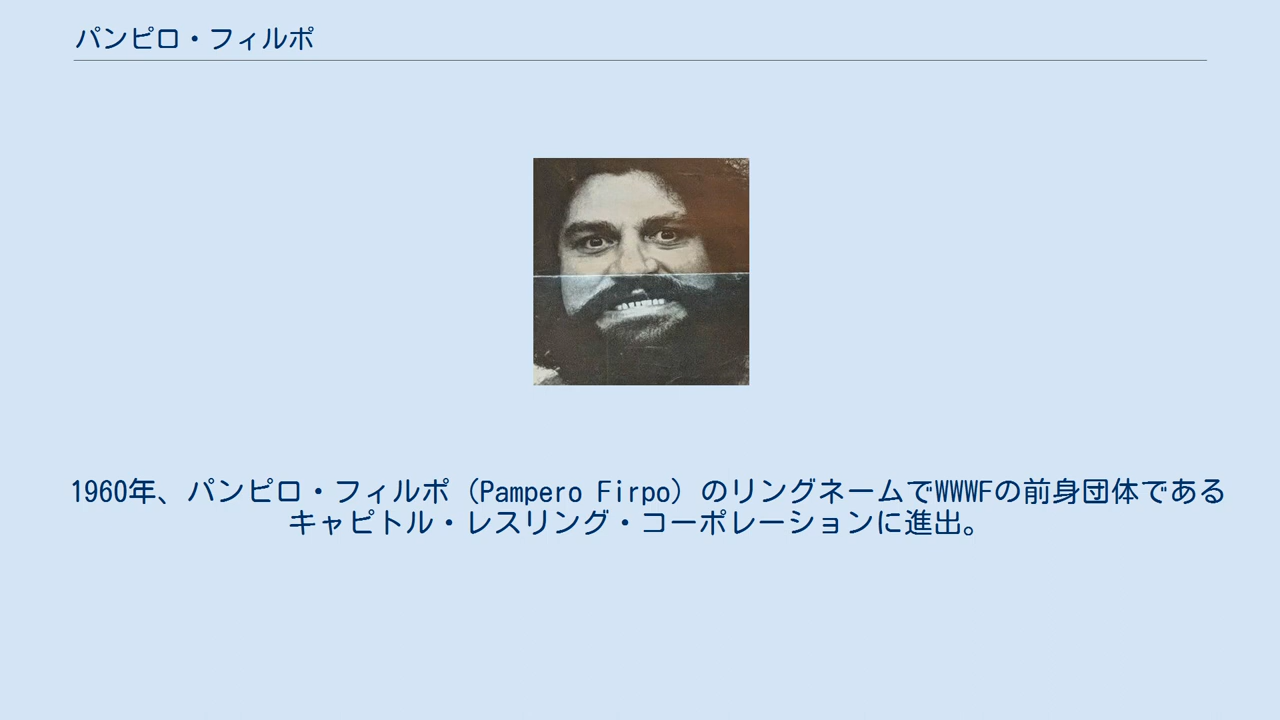 パンピロ・フィルポ
1960年、パンピロ・フィルポ（Pampero Firpo）のリングネームでWWWFの前身団体である
キャピトル・レスリング・コーポレーションに進出。